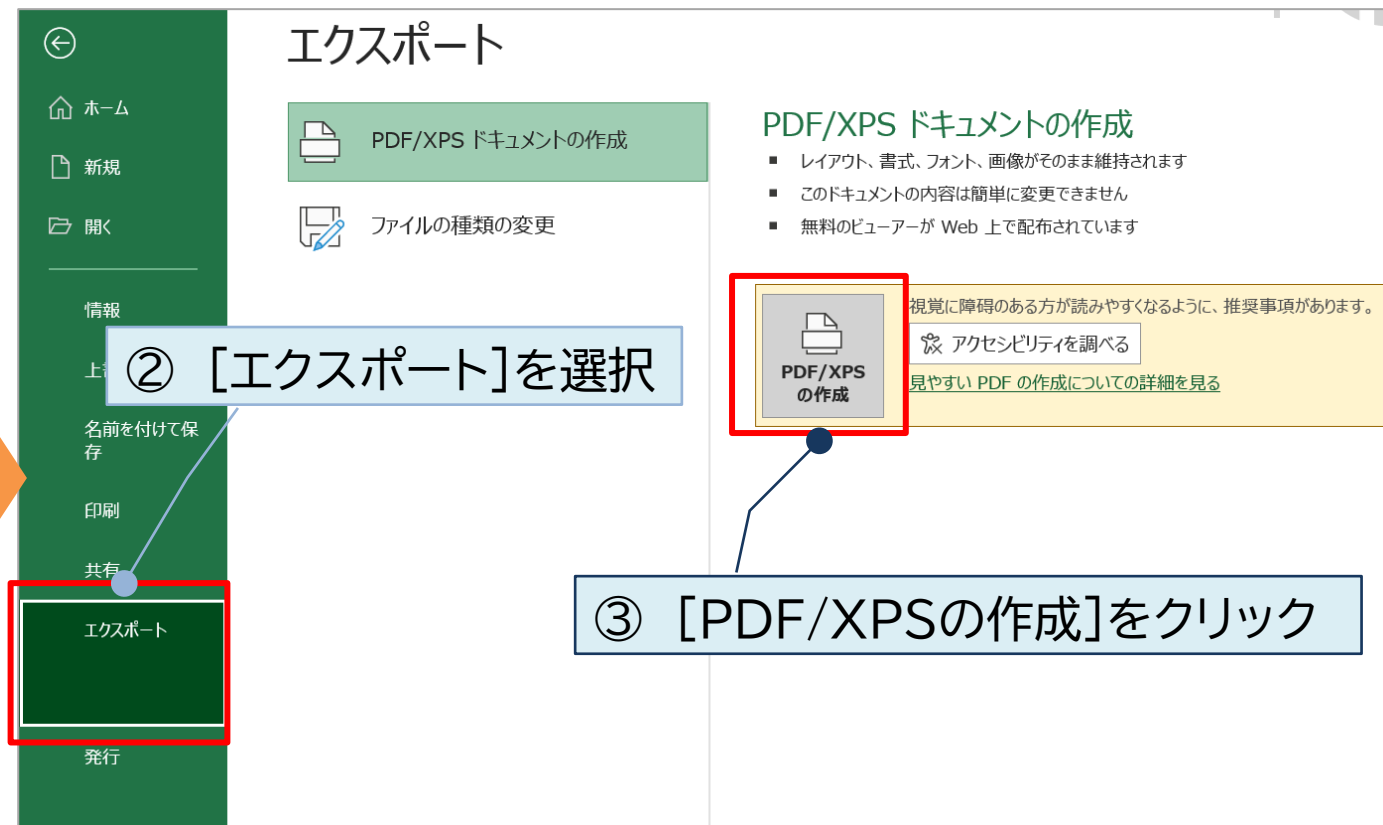 エクスポート
ホーム
新規
開く
情報
上
名前を付けて保
存
印刷
共有
エクスポート
発行
PDF/XPS ドキュメントの作成
ファイルの種類の変更
PDF/XPS ドキュメントの作成
■ レイアウト、書式、フォント、画像がそのまま維持されます
■ このドキュメントの内容は簡単に変更できません
■ 無料のビューアーが Web 上で配布されています
PDF/XPS
の作成
視覚に障碍のある方が読みやすくなるように、推奨事項があります。
アクセシビリティを調べる
見やすい PDF の作成についての詳細を見る
② [エクスポート]を選択
③ [PDF/XPSの作成]をクリック